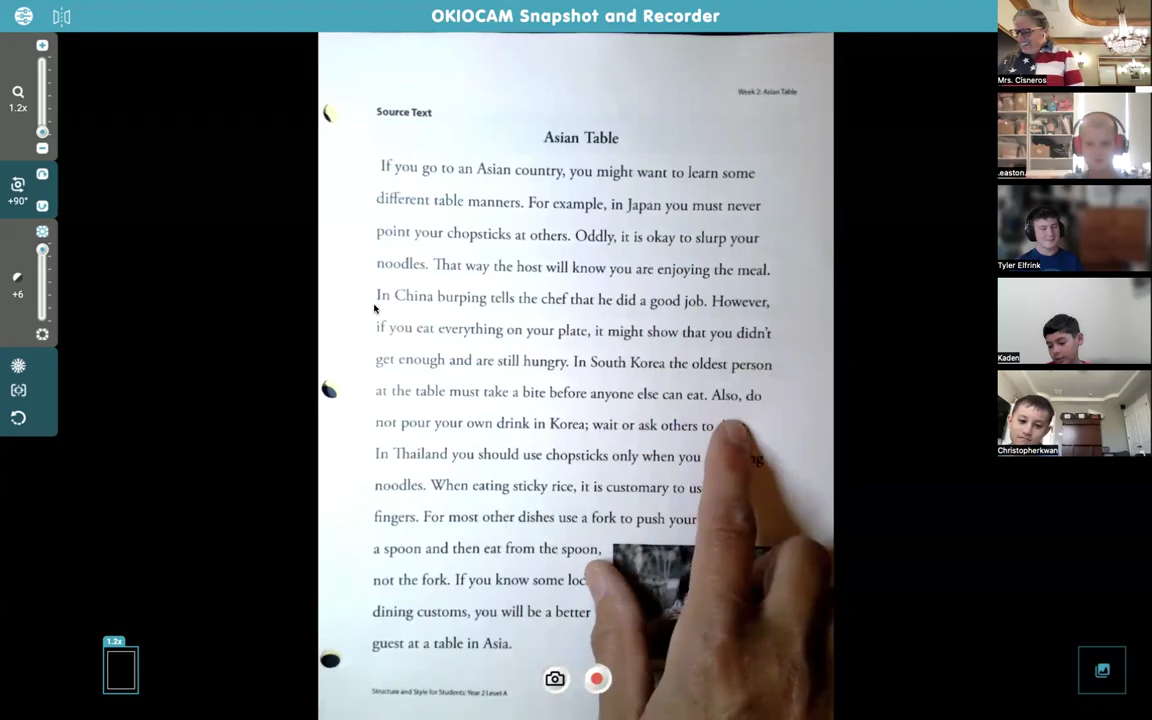 OKIOCAM Snapshot and Recorder
1.2x
+90°
+6
1.2x
Week 2: Asian Table
Source Text
Asian Table
If you go to an Asian country, you might want to learn some
different table manners. For example, in Japan you must never
point your chopsticks at others. Oddly, it is okay to slurp your
noodles. That way the host will know you are enjoying the meal.
In China burping tells the chef that he did a good job. However,
if you eat everything on your plate, it might show that you didn't
get enough and are still hungry. In South Korea the oldest person
at the table must take a bite before anyone else can eat. Also, do
not pour your own drink in Korea; wait or ask others to
In Thailand you should use chopsticks only when you
noodles. When eating sticky rice, it is customary to us
fingers. For most other dishes use a fork to push your
a spoon and then eat from the spoon,
not the fork. If you know some loc
dining customs, you will be a better
guest at a table in Asia.
Structure and Style for Students: Year 2 Level A
Mrs. Cisneros
easton.
Tyler Elfrink
Kaden
Christopherkwan